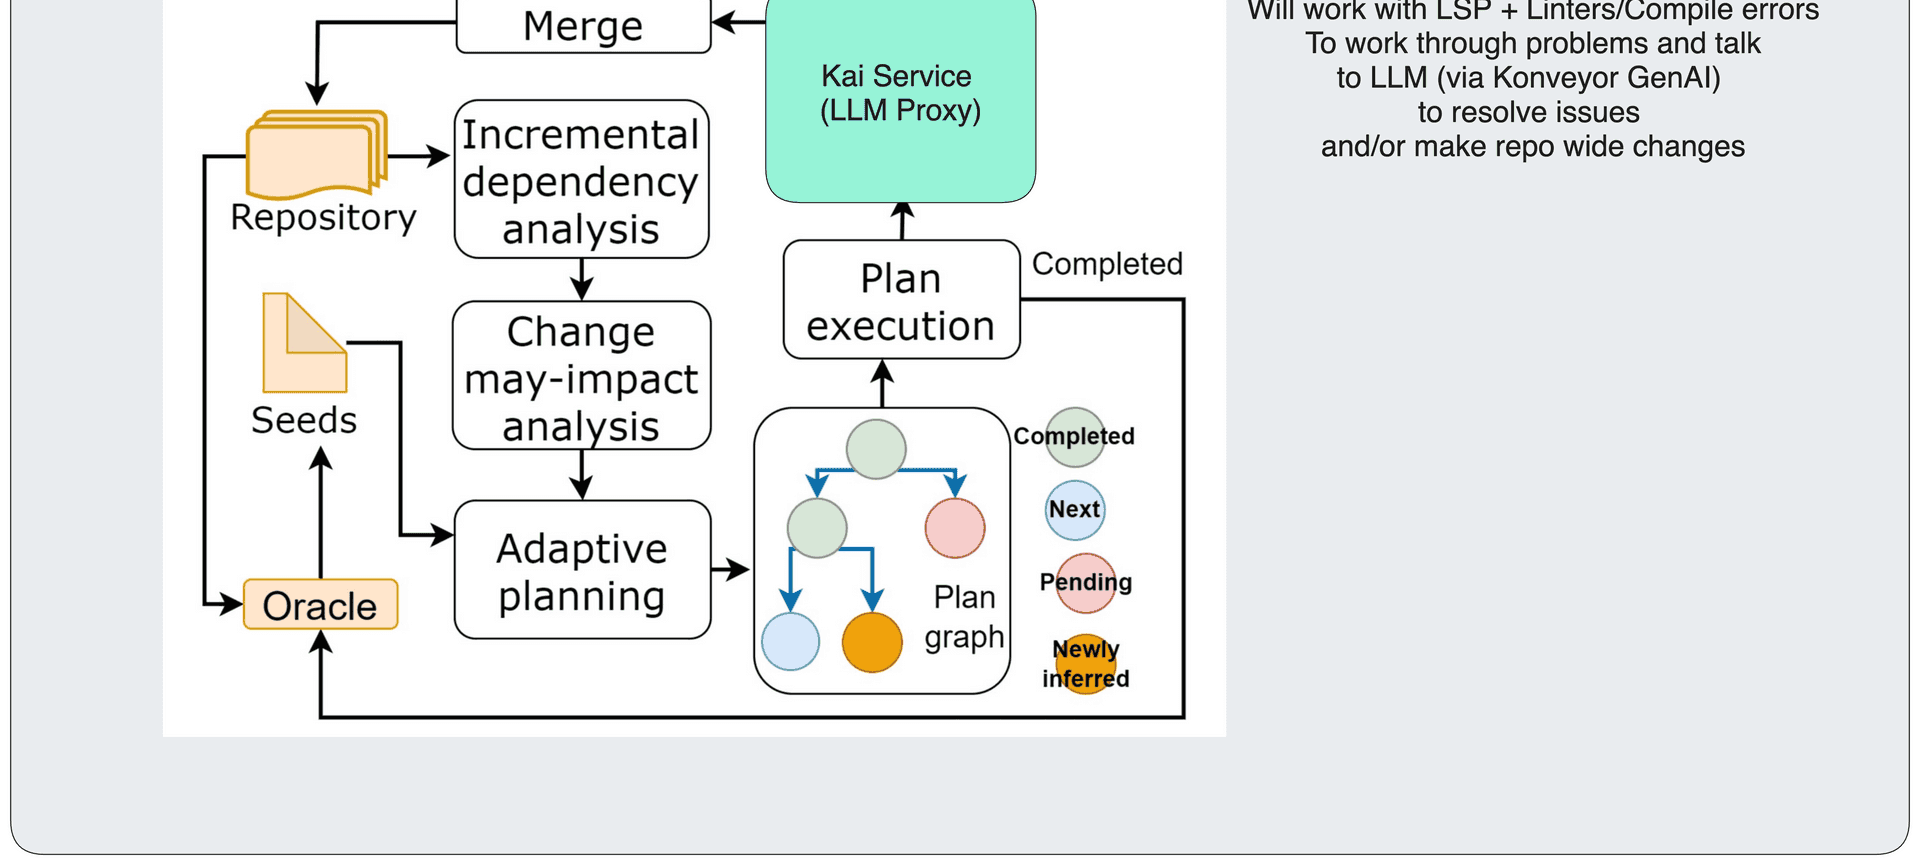 Will work with LSP + Linters/Compile errors
To work through problems and talk
to LLM (via Konveyor GenAI)
to resolve issues
and/or make repo wide changes
Merge
Kai Service
(LLM Proxy)
Repository
Incremental
dependency
analysis
Plan
execution
Completed
Seeds
Change
may-impact
analysis
Adaptive
planning
Oracle
Plan
graph
Completed
Next
Pending
Newly
inferred